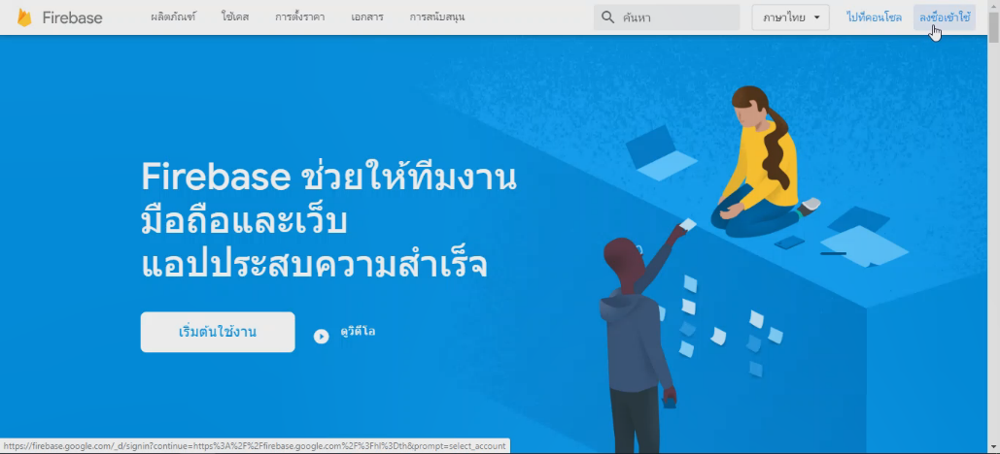 Firebase ผลิตภัณฑ์ ใช้เคส การตั้งราคา เอกสาร การสนับสนุน ค้นหา ภาษาไทย ไปที่คอนโซล ลงชื่อเข้าใช้
Firebase ช่วยให้ทีมงาน
มือถือและเว็บ
แอปประสบความสำเร็จ
เริ่มต้นใช้งาน ดูวิดีโอ
https://firebase.google.com/_d/signin?continue=https%3A%2F%2Ffirebase.google.com%2F%3Fhl%3Dth&prompt=select_account